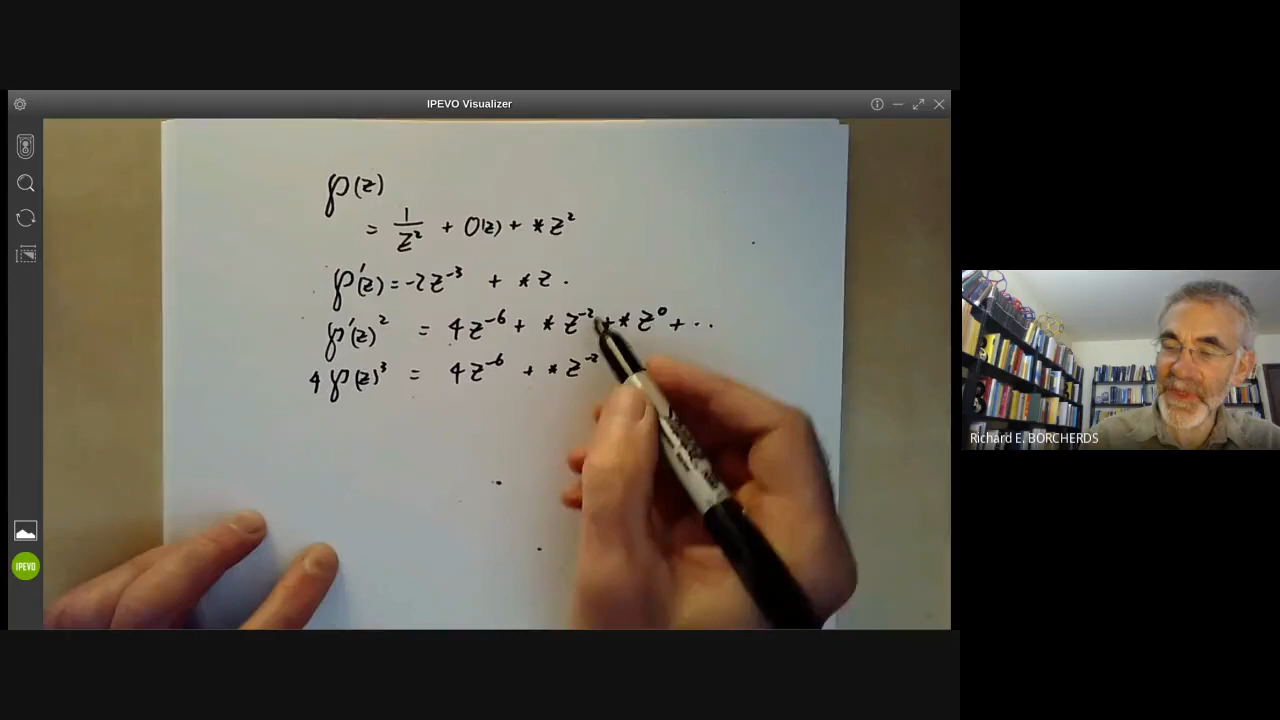 IPEVO Visualizer
℘(z)
= 1/z² + O(z) + * z²
℘'(z) = -2z⁻³ + * z .
℘'(z)² = 4z⁻⁶ + * z⁻² + * z⁰ + ..
4℘(z)³ = 4z⁻⁶ + * z⁻²
Richard E. BORCHERDS
IPEVO